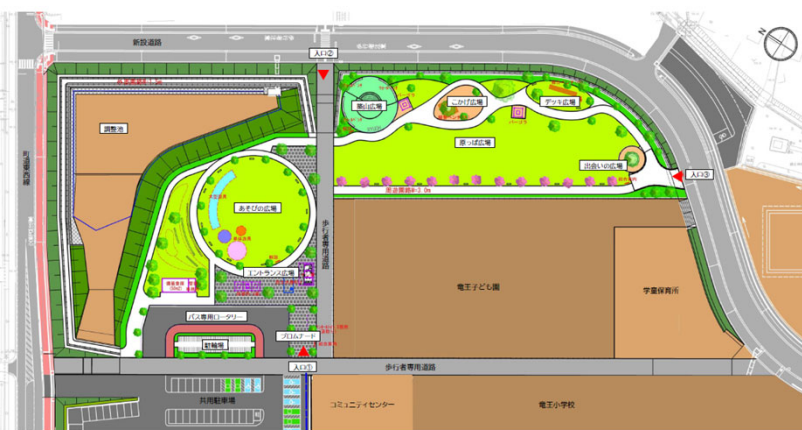 新設道路
入口②
N
築山広場
こかげ広場
デッキ広場
調整池
原っぱ広場
出会いの広場
入口③
町道東西線
あそびの広場
歩行者専用道路
エントランス広場
竜王子ども園
学童保育所
バス専用ロータリー
プロムナード
駐輪場
入口①
歩行者専用道路
共用駐車場
コミュニティセンター
竜王小学校